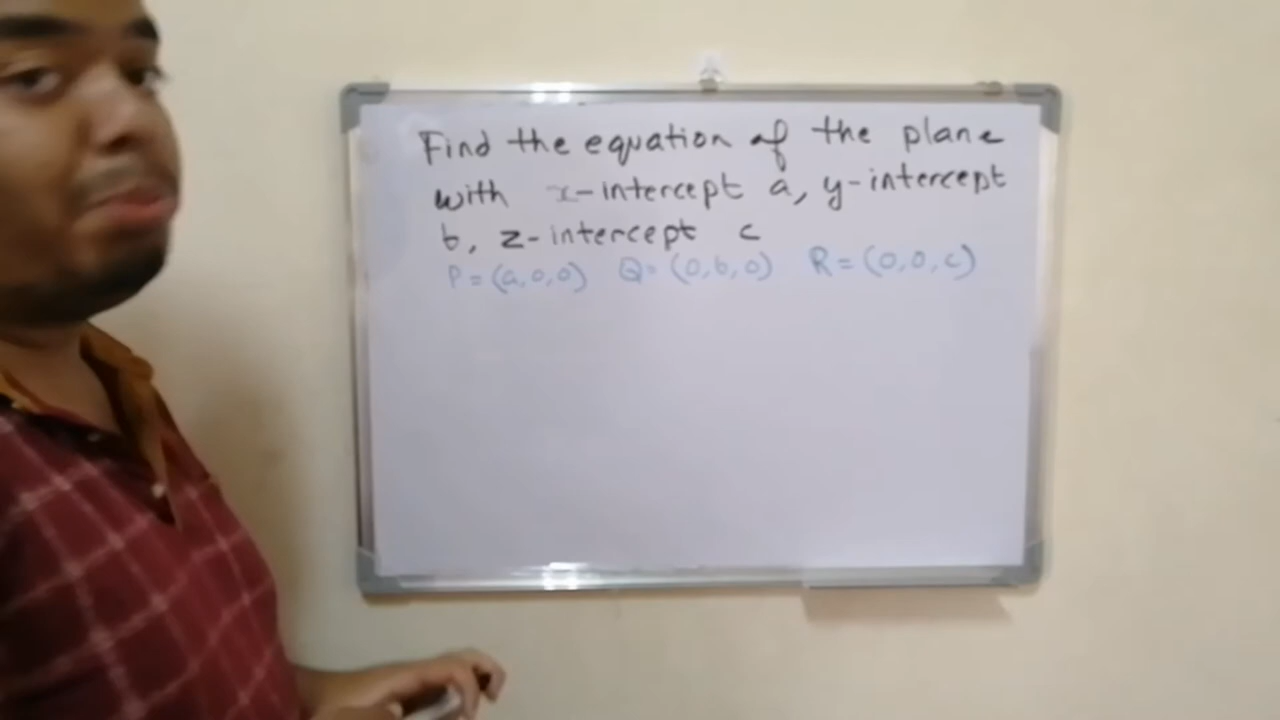 Find the equation of the plane
with x-intercept a, y-intercept
b, z-intercept c
P=(a,0,0) Q=(0,b,0) R=(0,0,c)